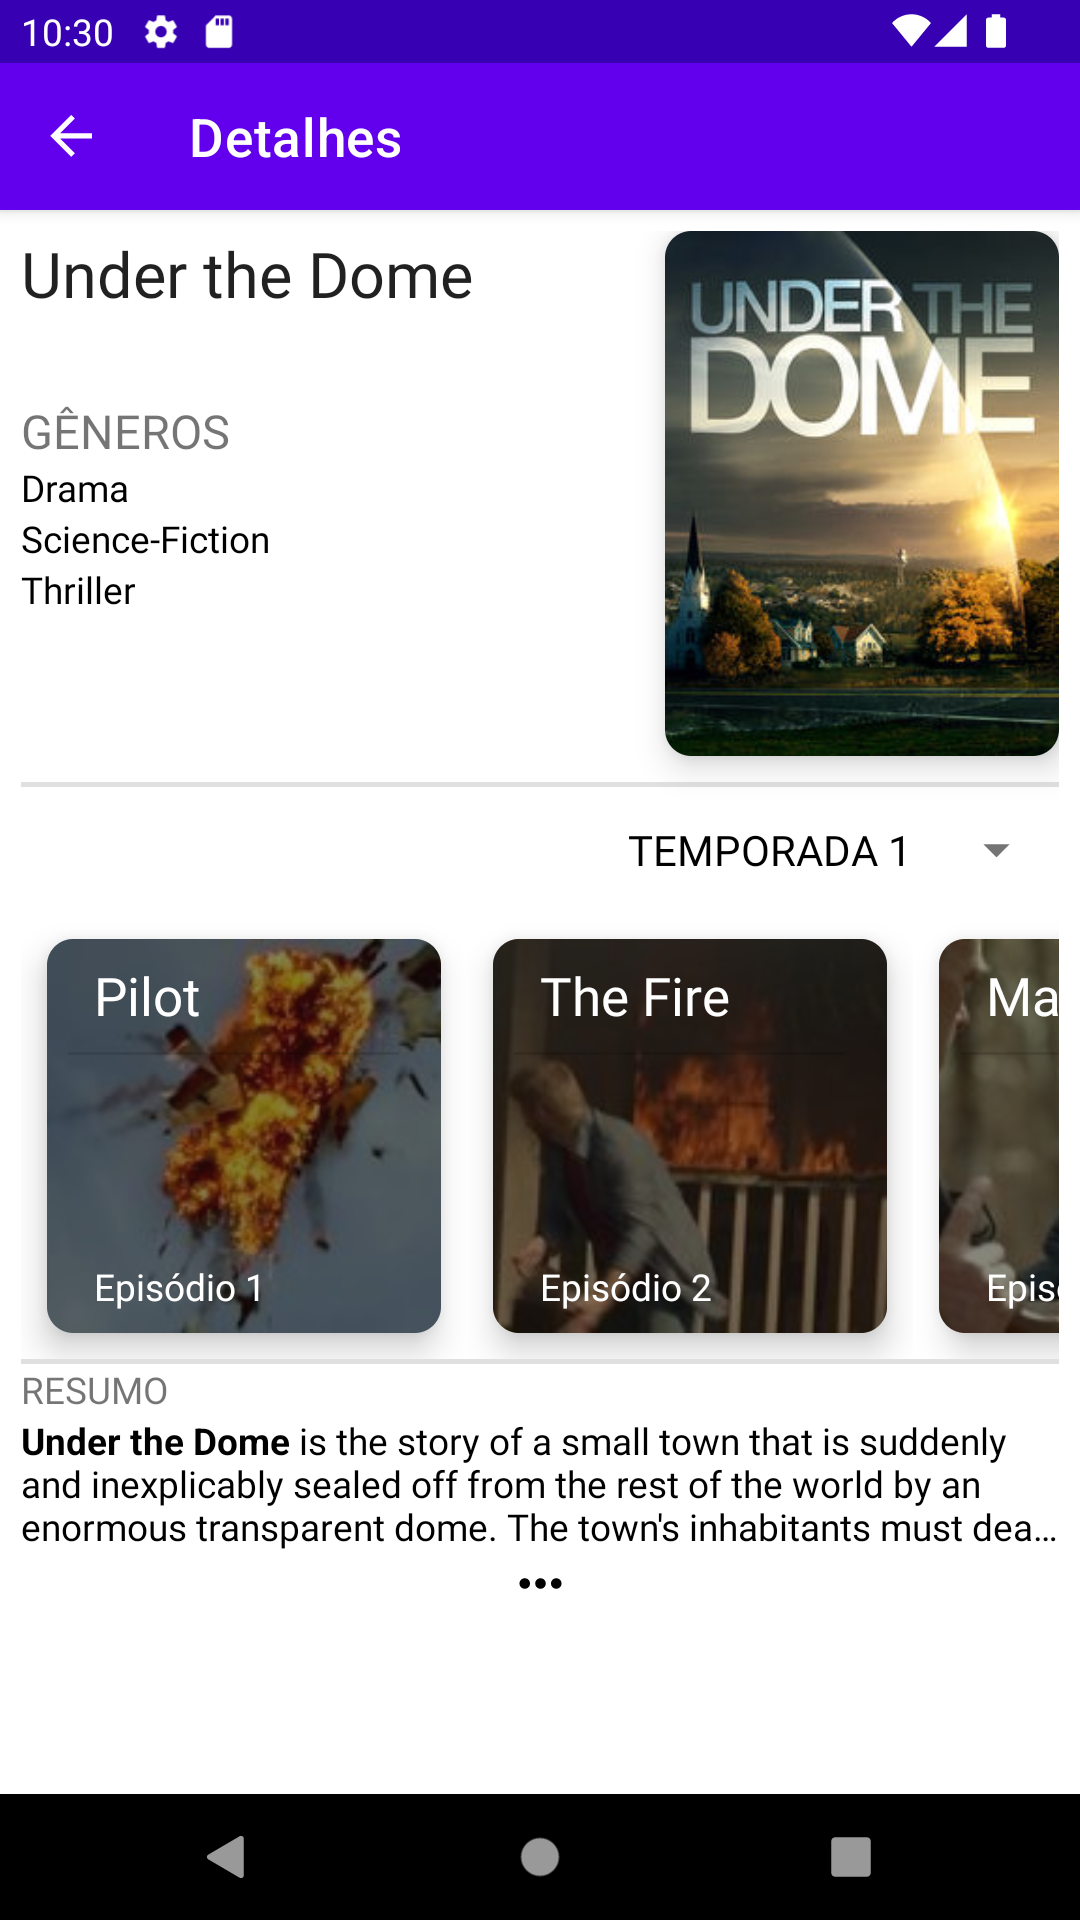 10:30
Detalhes
Under the Dome
UNDER THE
DOME
GÊNEROS
Drama
Science-Fiction
Thriller
TEMPORADA 1
Pilot
The Fire
Ma
Episódio 1
Episódio 2
Epis
RESUMO
Under the Dome is the story of a small town that is suddenly
and inexplicably sealed off from the rest of the world by an
enormous transparent dome. The town's inhabitants must dea...
•••